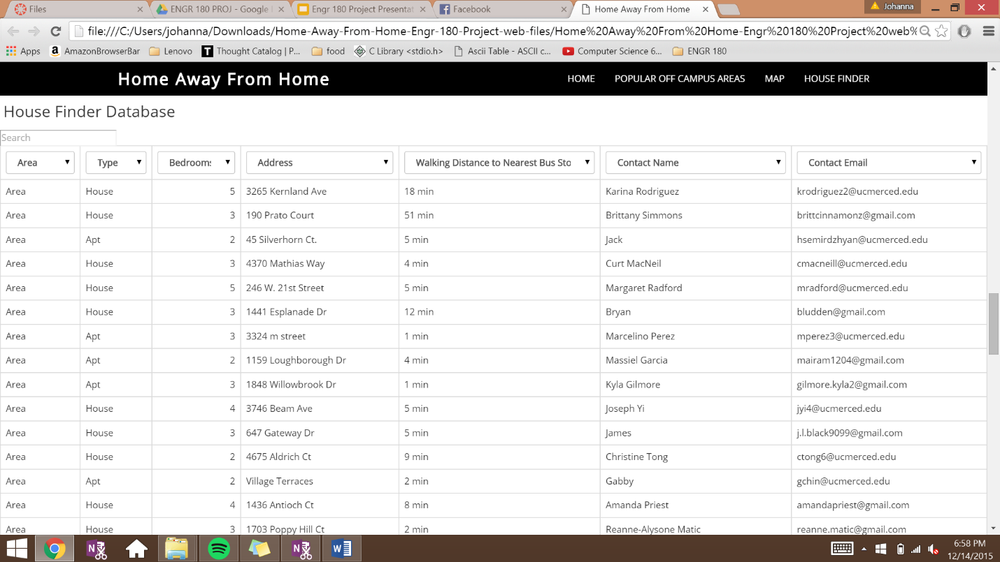 Files
ENGR 180 PROJ - Google
Engr 180 Project Presentat
Facebook
Home Away From Home
Johanna
file:///C:/Users/johanna/Downloads/Home-Away-From-Home-Engr-180-Project-web-files/Home%20Away%20From%20Home-Engr%20180%20Project%20web%
Apps AmazonBrowserBar Lenovo Thought Catalog | P... food C Library <stdio.h> Ascii Table - ASCII c... Computer Science 6... ENGR 180
Home Away From Home HOME POPULAR OFF CAMPUS AREAS MAP HOUSE FINDER
House Finder Database
Search
Area Type Bedrooms Address Walking Distance to Nearest Bus Sto Contact Name Contact Email
Area House 5 3265 Kernland Ave 18 min Karina Rodriguez krodriguez2@ucmerced.edu
Area House 3 190 Prato Court 51 min Brittany Simmons brittcinnamonz@gmail.com
Area Apt 2 45 Silverhorn Ct. 5 min Jack hsemirdzhyan@ucmerced.edu
Area House 3 4370 Mathias Way 4 min Curt MacNeil cmacneill@ucmerced.edu
Area House 5 246 W. 21st Street 5 min Margaret Radford mradford@ucmerced.edu
Area House 3 1441 Esplanade Dr 12 min Bryan bludden@gmail.com
Area Apt 3 3324 m street 1 min Marcelino Perez mperez3@ucmerced.edu
Area Apt 2 1159 Loughborough Dr 4 min Massiel Garcia mairam1204@gmail.com
Area Apt 3 1848 Willowbrook Dr 1 min Kyla Gilmore gilmore.kyla2@gmail.com
Area House 4 3746 Beam Ave 5 min Joseph Yi jyi4@ucmerced.edu
Area House 3 647 Gateway Dr 5 min James j.l.black9099@gmail.com
Area House 2 4675 Aldrich Ct 9 min Christine Tong ctong6@ucmerced.edu
Area Apt 2 Village Terraces 2 min Gabby gchin@ucmerced.edu
Area House 4 1436 Antioch Ct 8 min Amanda Priest amandapriest@gmail.com
Area House 3 1703 Poppy Hill Ct 2 min Reanne-Alysone Matic reanne.matic@gmail.com
6:58 PM
12/14/2015